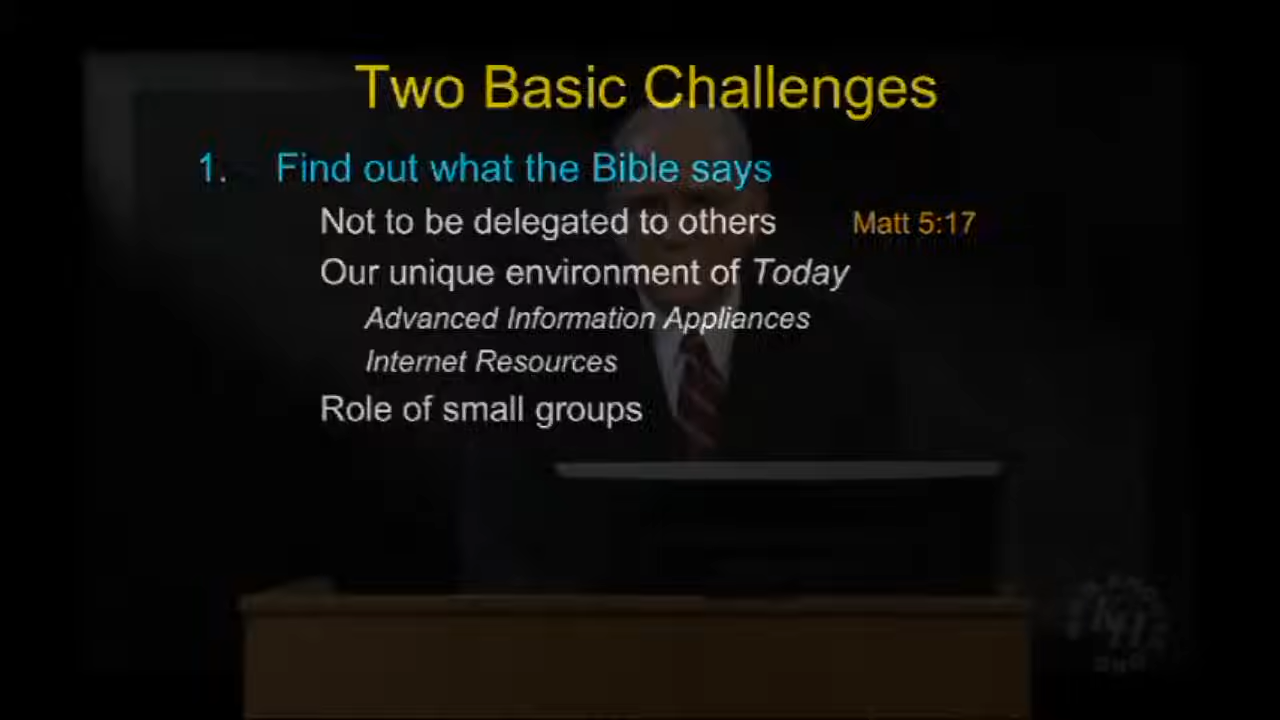 Two Basic Challenges
1. Find out what the Bible says
Not to be delegated to others Matt 5:17
Our unique environment of Today
Advanced Information Appliances
Internet Resources
Role of small groups